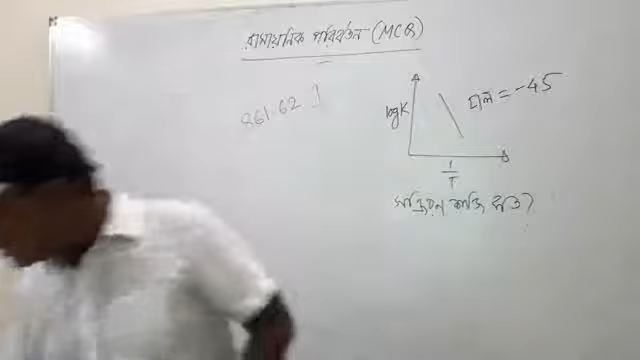 রাসায়নিক পরিবর্তন (MCQ)
861.62 J
logK
ঢাল = -45
1/T
সক্রিয়ন শক্তি কত?